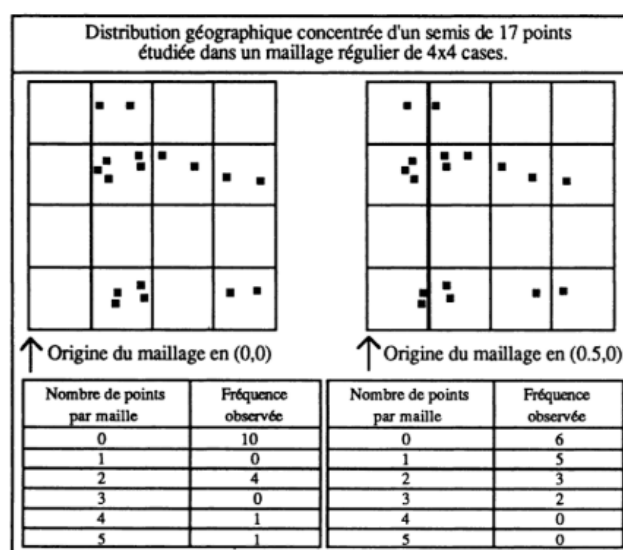 Distribution géographique concentrée d'un semis de 17 points
étudiée dans un maillage régulier de 4x4 cases.
Origine du maillage en (0,0)
Origine du maillage en (0.5,0)
Nombre de points par maille Fréquence observée
0 10
1 0
2 4
3 0
4 1
5 1
Nombre de points par maille Fréquence observée
0 6
1 5
2 3
3 2
4 0
5 0